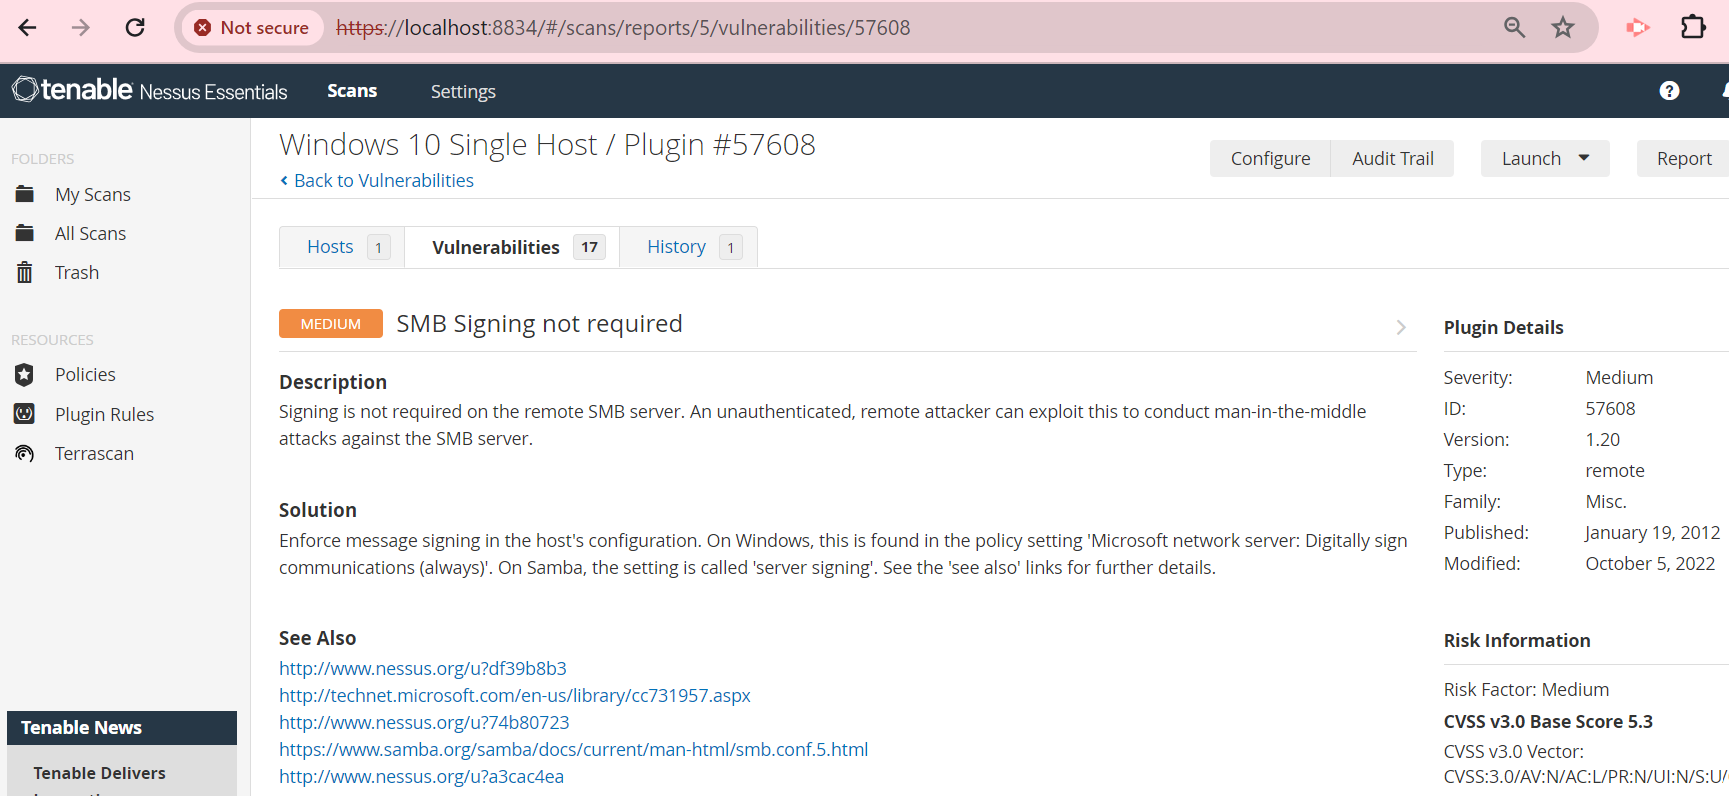 Not secure https://localhost:8834/#/scans/reports/5/vulnerabilities/57608
tenable Nessus Essentials Scans Settings ?
FOLDERS
My Scans
All Scans
Trash
RESOURCES
Policies
Plugin Rules
Terrascan
Tenable News
Tenable Delivers
Windows 10 Single Host / Plugin #57608
Back to Vulnerabilities
Configure Audit Trail Launch Report
Hosts 1 Vulnerabilities 17 History 1
MEDIUM SMB Signing not required
Description
Signing is not required on the remote SMB server. An unauthenticated, remote attacker can exploit this to conduct man-in-the-middle
attacks against the SMB server.
Solution
Enforce message signing in the host's configuration. On Windows, this is found in the policy setting 'Microsoft network server: Digitally sign
communications (always)'. On Samba, the setting is called 'server signing'. See the 'see also' links for further details.
See Also
http://www.nessus.org/u?df39b8b3
http://technet.microsoft.com/en-us/library/cc731957.aspx
http://www.nessus.org/u?74b80723
https://www.samba.org/samba/docs/current/man-html/smb.conf.5.html
http://www.nessus.org/u?a3cac4ea
Plugin Details
Severity: Medium
ID: 57608
Version: 1.20
Type: remote
Family: Misc.
Published: January 19, 2012
Modified: October 5, 2022
Risk Information
Risk Factor: Medium
CVSS v3.0 Base Score 5.3
CVSS v3.0 Vector:
CVSS:3.0/AV:N/AC:L/PR:N/UI:N/S:U/